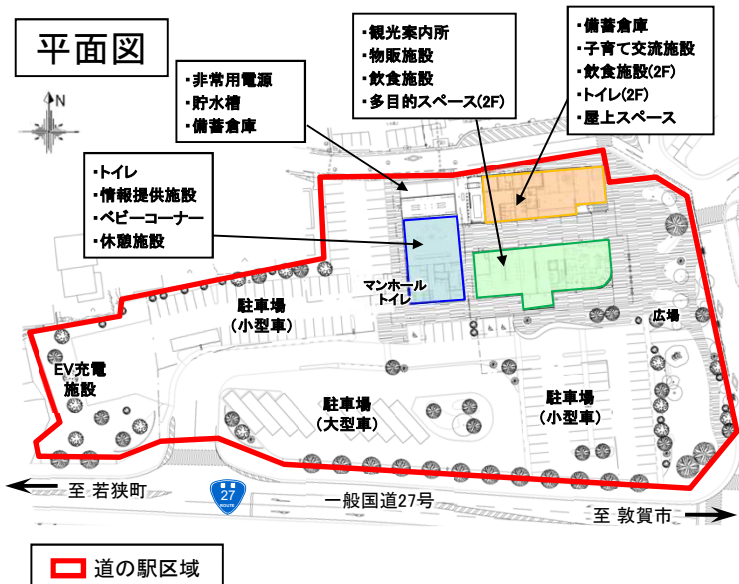 平面図
N
・非常用電源
・貯水槽
・備蓄倉庫
・観光案内所
・物販施設
・飲食施設
・多目的スペース(2F)
・備蓄倉庫
・子育て交流施設
・飲食施設(2F)
・トイレ(2F)
・屋上スペース
・トイレ
・情報提供施設
・ベビーコーナー
・休憩施設
マンホール
トイレ
駐車場
(小型車)
広場
EV充電
施設
駐車場
(大型車)
駐車場
(小型車)
至 若狭町
27
ROUTE
一般国道27号
至 敦賀市
道の駅区域